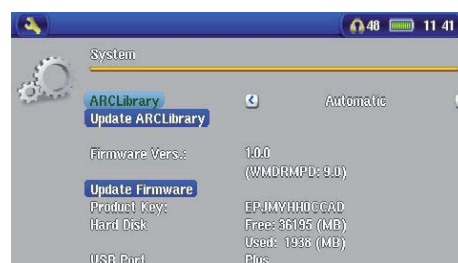 48 11 41
System
ARCLibrary Automatic
Update ARCLibrary
Firmware Vers.: 1.0.0
(WMDRMPD: 9.0)
Update Firmware
Product Key: EPJMYHH0CCAD
Hard Disk Free: 36195 (MB)
Used: 1938 (MB)
USB Port Plus